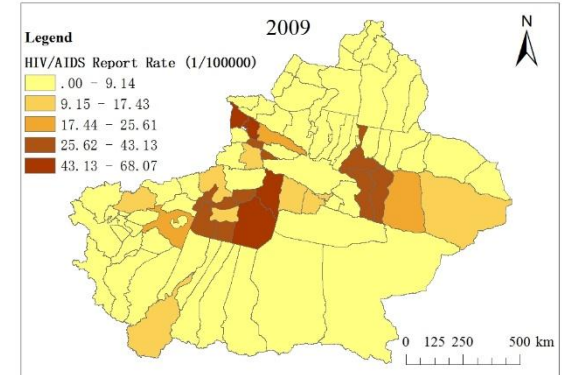 2009
N
Legend
HIV/AIDS Report Rate (1/100000)
.00 - 9.14
9.15 - 17.43
17.44 - 25.61
25.62 - 43.13
43.13 - 68.07
0 125 250 500 km